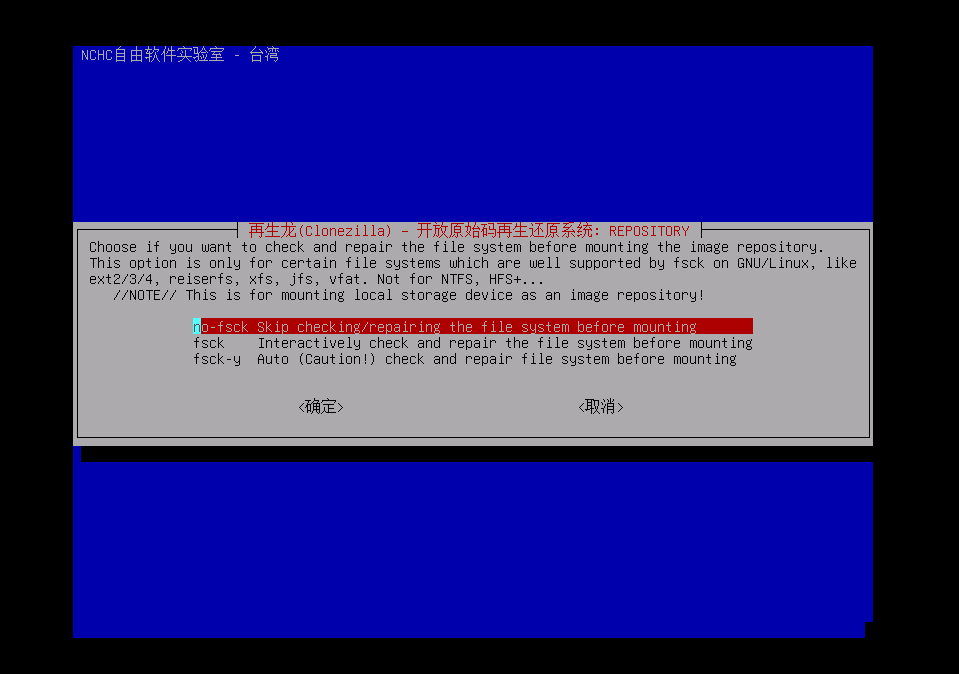 NCHC自由软件实验室 - 台湾
再生龙(Clonezilla) – 开放原始码再生还原系统: REPOSITORY
Choose if you want to check and repair the file system before mounting the image repository.
This option is only for certain file systems which are well supported by fsck on GNU/Linux, like
ext2/3/4, reiserfs, xfs, jfs, vfat. Not for NTFS, HFS+...
//NOTE// This is for mounting local storage device as an image repository!
no-fsck Skip checking/repairing the file system before mounting
fsck    Interactively check and repair the file system before mounting
fsck-y  Auto (Caution!) check and repair file system before mounting
<确定> <取消>